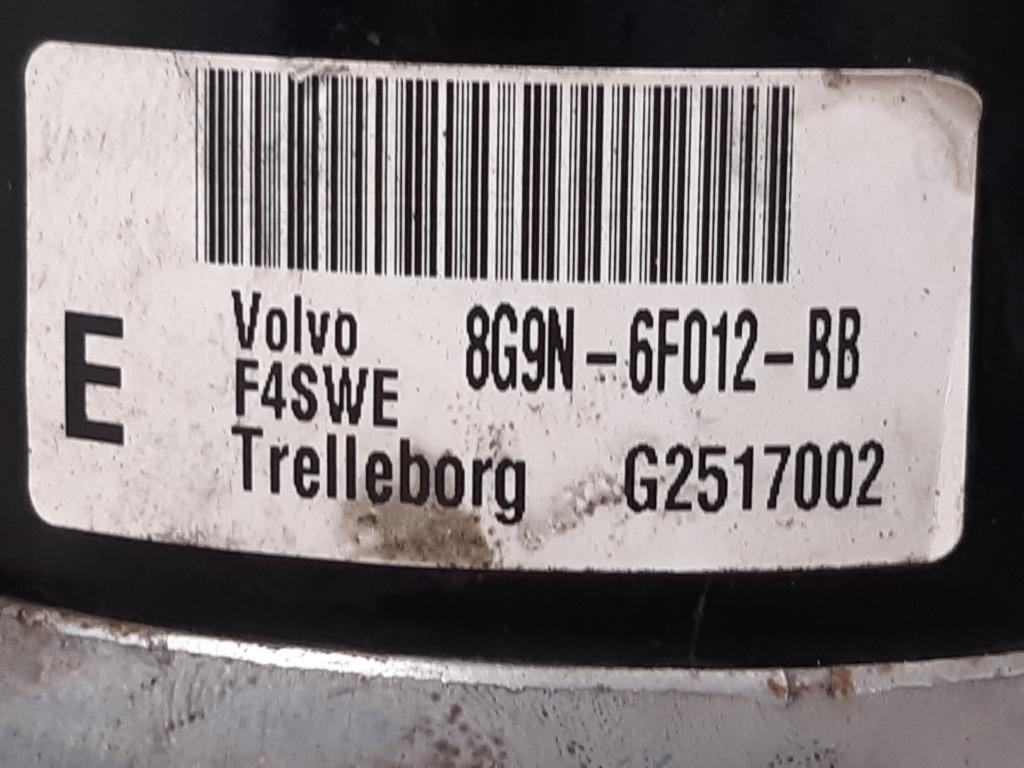 E
Volvo 8G9N-6F012-BB
F4SWE
Trelleborg G2517002